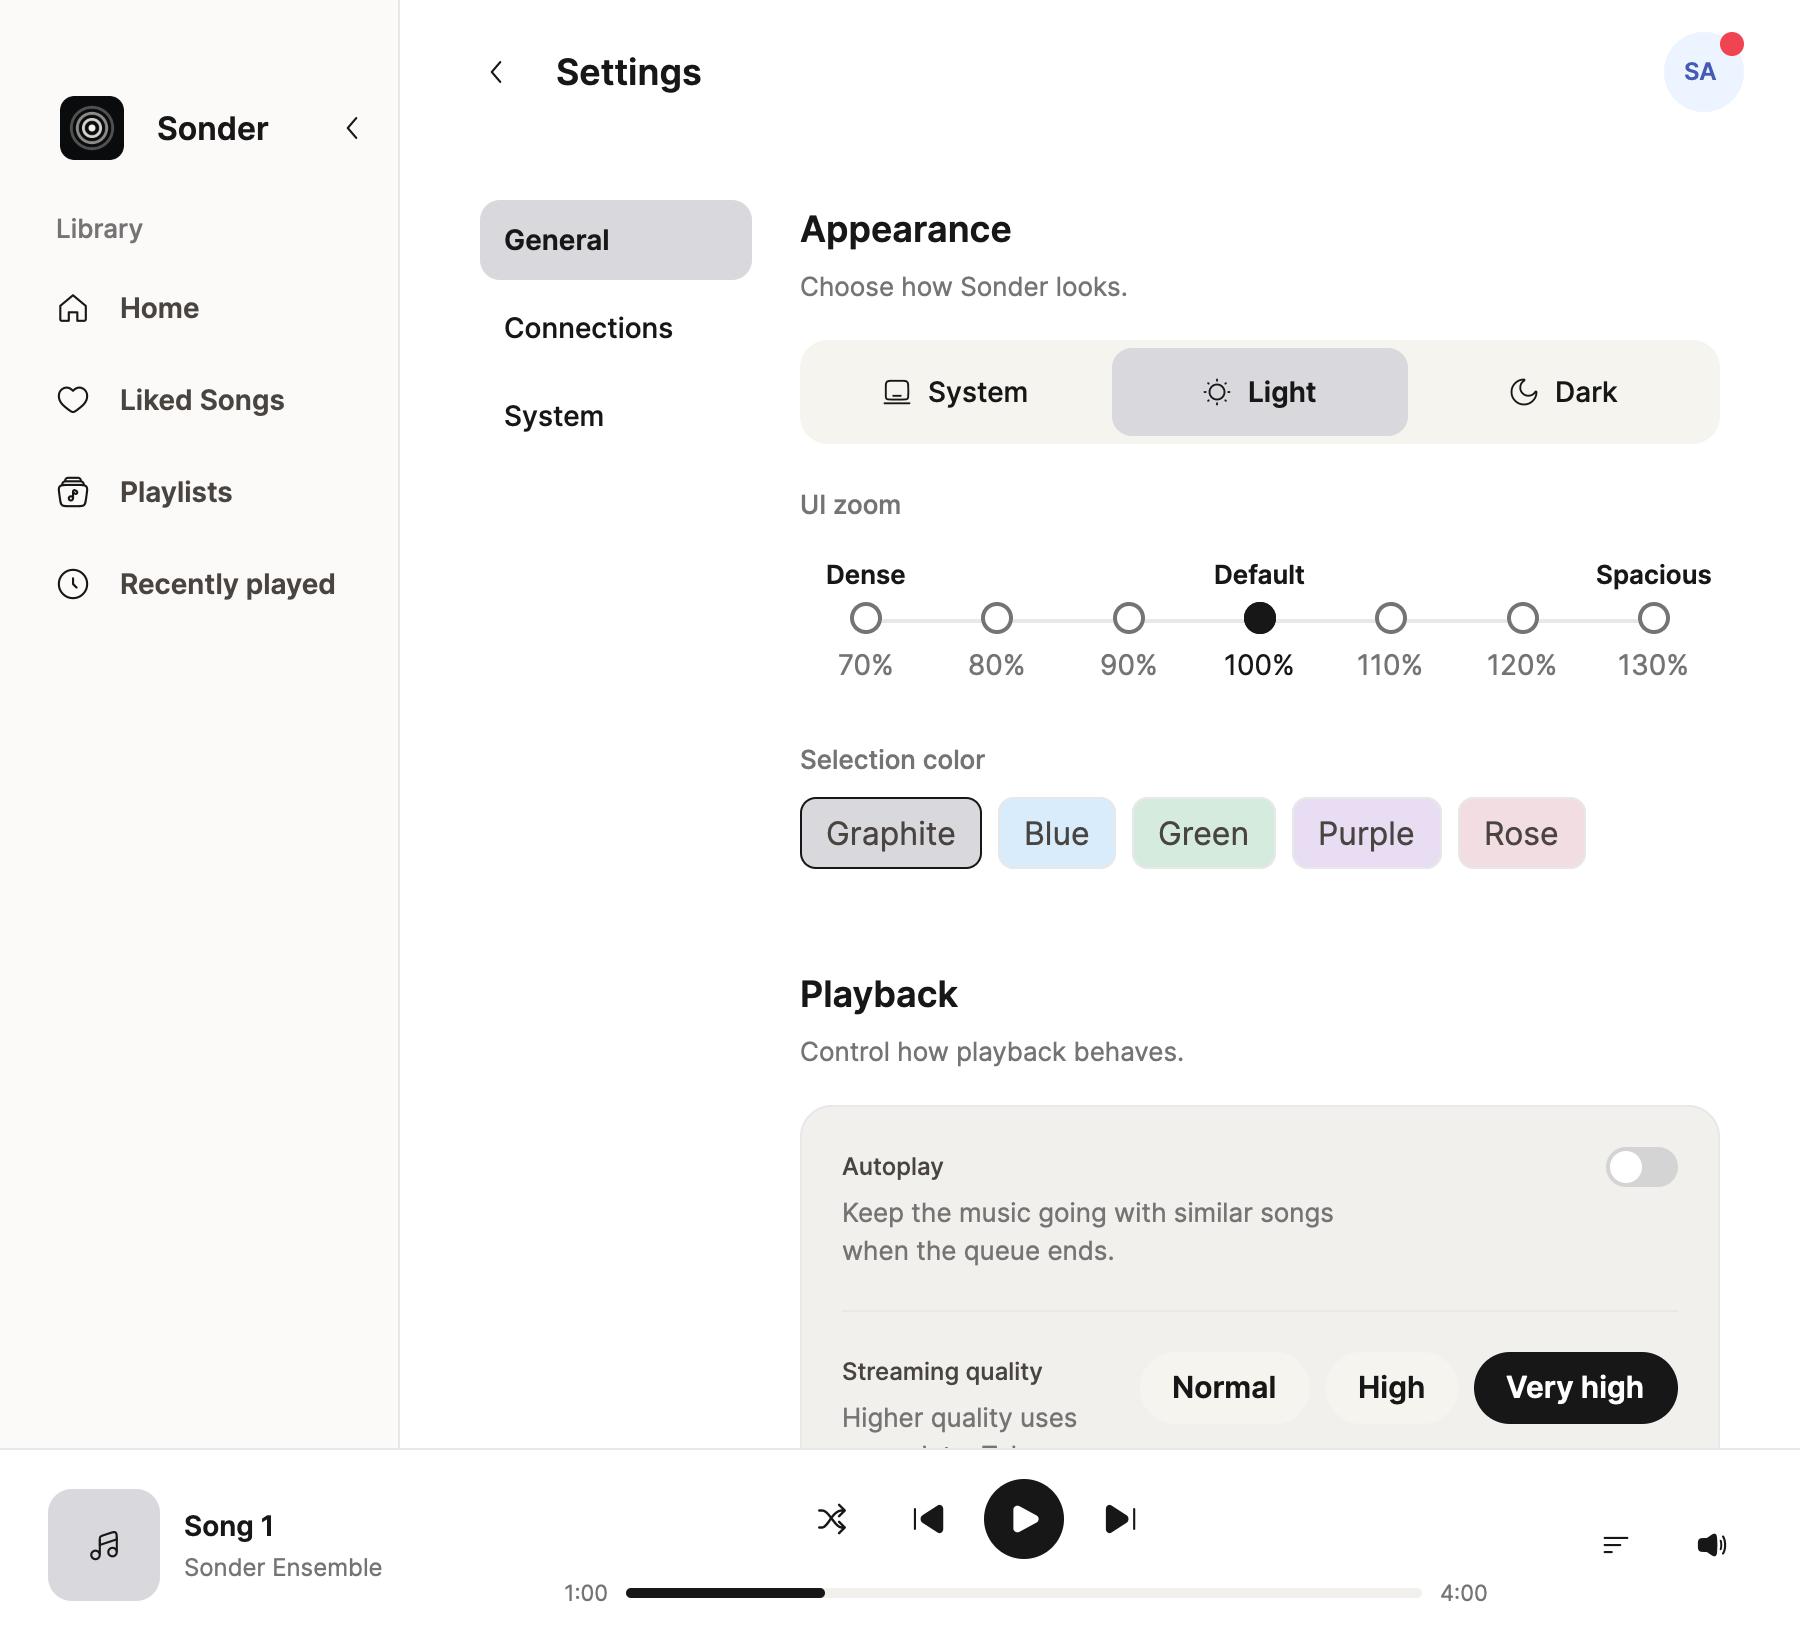 Settings
SA
Sonder
Library
Home
Liked Songs
Playlists
Recently played
General
Connections
System
Appearance
Choose how Sonder looks.
System
Light
Dark
UI zoom
Dense
Default
Spacious
70%
80%
90%
100%
110%
120%
130%
Selection color
Graphite
Blue
Green
Purple
Rose
Playback
Control how playback behaves.
Autoplay
Keep the music going with similar songs
when the queue ends.
Streaming quality
Higher quality uses
Normal
High
Very high
Song 1
Sonder Ensemble
1:00
4:00